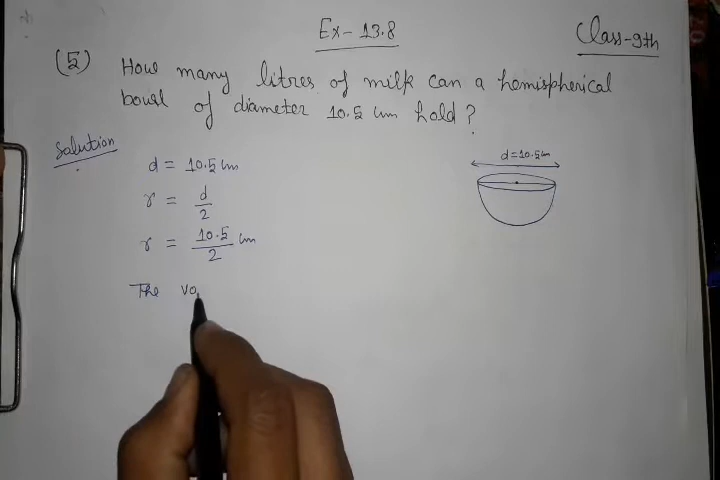 Ex-13.8
Class-9th
(5) How many litres of milk can a hemispherical
bowl of diameter 10.5 cm hold?
Solution
d = 10.5 cm
d = 10.5 cm
r = d/2
r = 10.5/2 cm
The vo